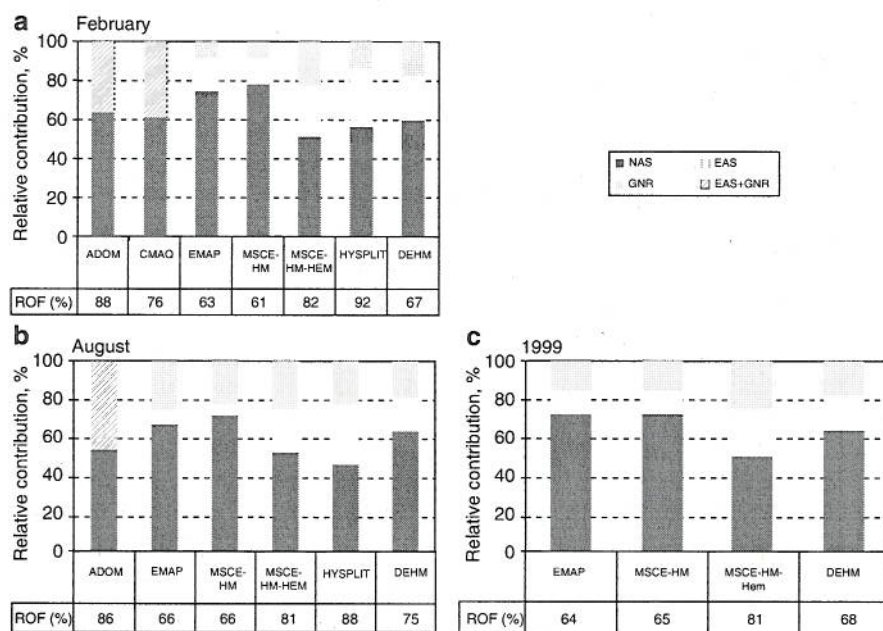 a February
Relative contribution, %
100
80
60
40
20
0
ADOM CMAQ EMAP MSCE-HM MSCE-HM-HEM HYSPLIT DEHM
ROF (%) 88 76 63 61 82 92 67
NAS EAS
GNR EAS+GNR
b August
Relative contribution, %
100
80
60
40
20
0
ADOM EMAP MSCE-HM MSCE-HM-HEM HYSPLIT DEHM
ROF (%) 86 66 66 81 88 75
c 1999
Relative contribution, %
100
80
60
40
20
0
EMAP MSCE-HM MSCE-HM-Hem DEHM
ROF (%) 64 65 81 68